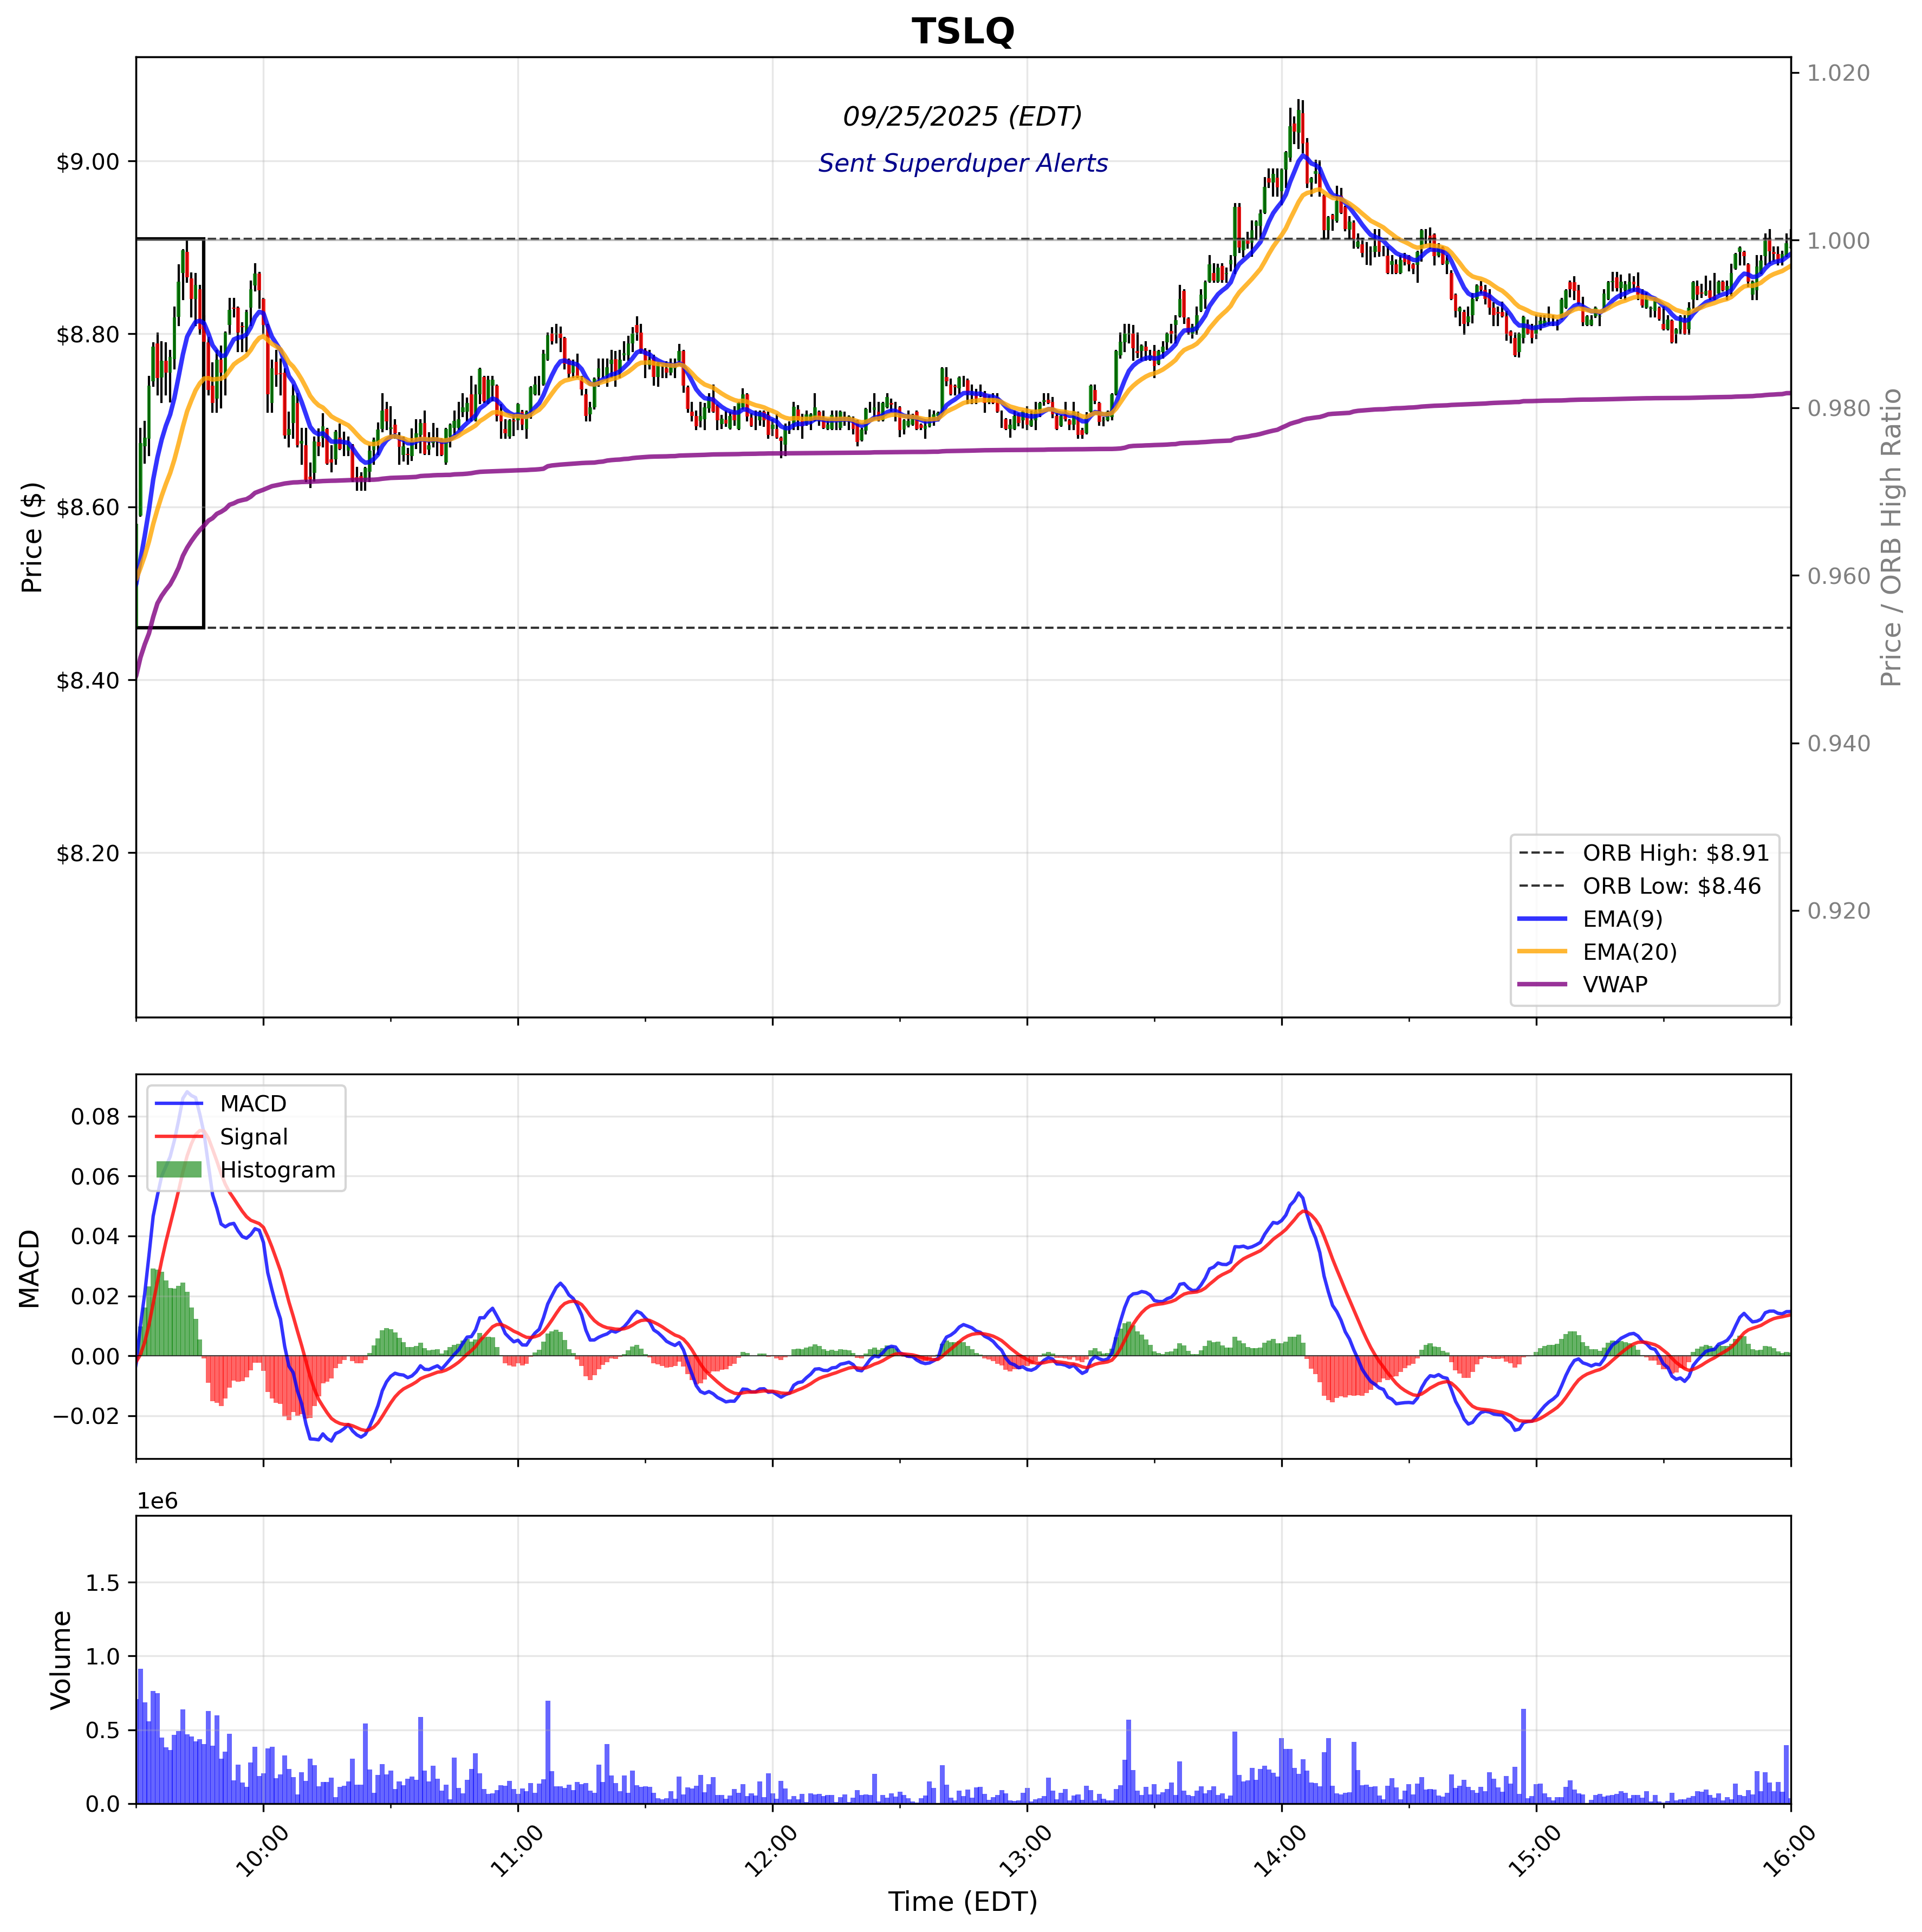 TSLQ
09/25/2025 (EDT)
Sent Superduper Alerts
Price ($)
$9.00
$8.80
$8.60
$8.40
$8.20
Price / ORB High Ratio
1.020
1.000
0.980
0.960
0.940
0.920
ORB High: $8.91
ORB Low: $8.46
EMA(9)
EMA(20)
VWAP
MACD
0.08
0.06
0.04
0.02
0.00
−0.02
MACD
Signal
Histogram
1e6
Volume
1.5
1.0
0.5
0.0
10:00
11:00
12:00
13:00
14:00
15:00
16:00
Time (EDT)